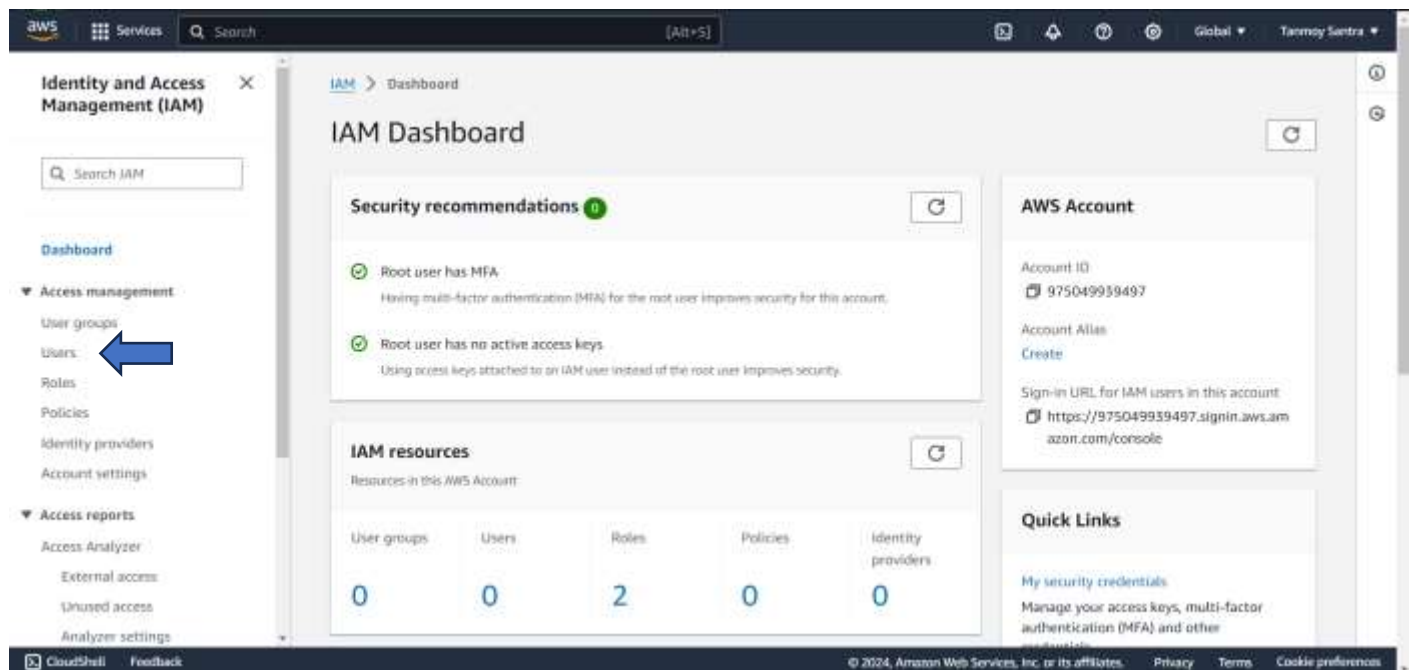 aws
Services
Search
[Alt+S]
Global
Tanmoy Santra
Identity and Access
Management (IAM)
Search IAM
Dashboard
Access management
User groups
Users
Roles
Policies
Identity providers
Account settings
Access reports
Access Analyzer
External access
Unused access
Analyzer settings
IAM > Dashboard
IAM Dashboard
Security recommendations 0
Root user has MFA
Having multi-factor authentication (MFA) for the root user improves security for this account.
Root user has no active access keys
Using access keys attached to an IAM user instead of the root user improves security.
IAM resources
Resources in this AWS Account
User groups
Users
Roles
Policies
Identity
providers
0
0
2
0
0
AWS Account
Account ID
975049939497
Account Alias
Create
Sign-in URL for IAM users in this account
https://975049939497.signin.aws.am
azon.com/console
Quick Links
My security credentials
Manage your access keys, multi-factor
authentication (MFA) and other
CloudShell
Feedback
© 2024, Amazon Web Services, Inc. or its affiliates.
Privacy
Terms
Cookie preferences